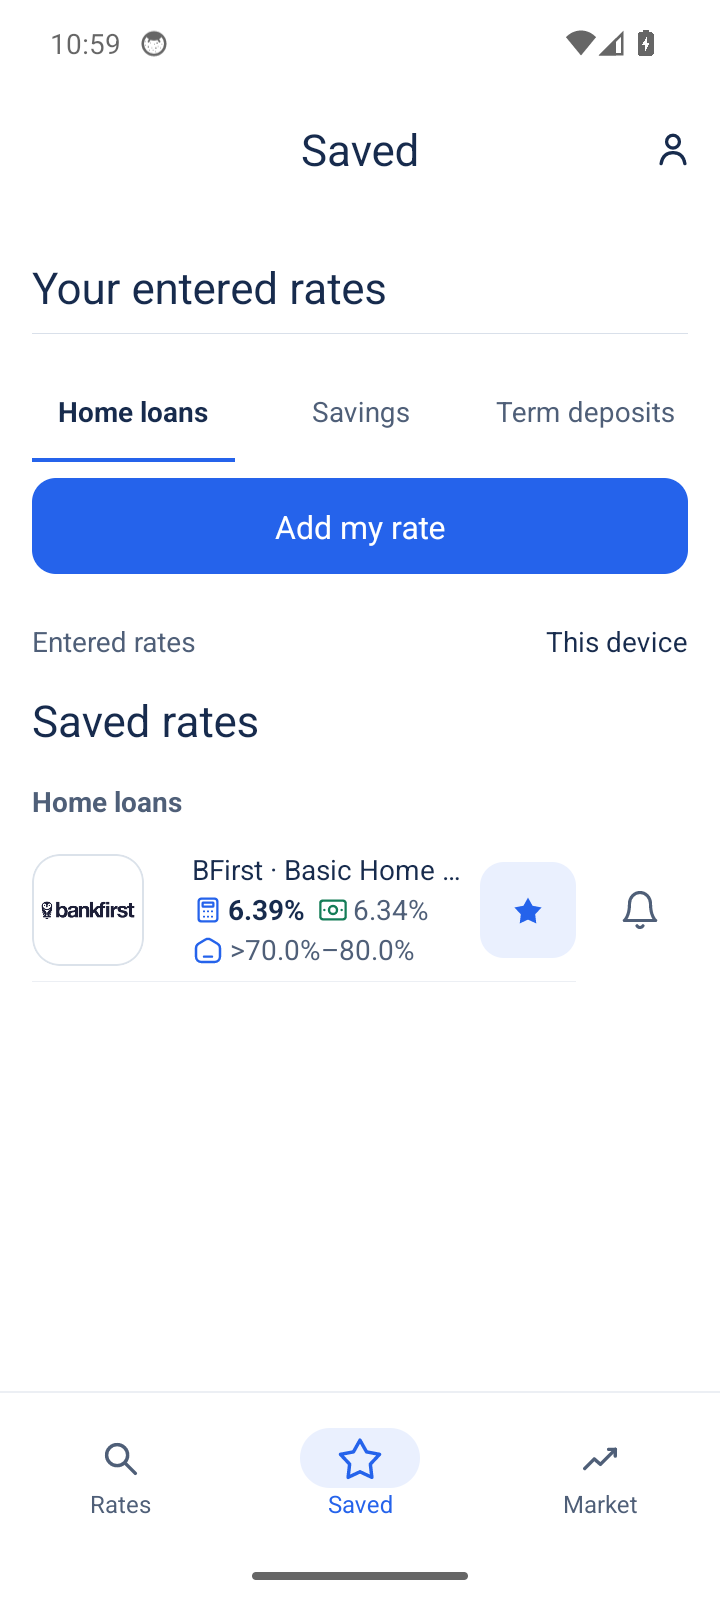 10:59
Saved
Your entered rates
Home loans
Savings
Term deposits
Add my rate
Entered rates
This device
Saved rates
Home loans
bankfirst
BFirst · Basic Home ...
6.39% 6.34%
>70.0%–80.0%
Rates
Saved
Market